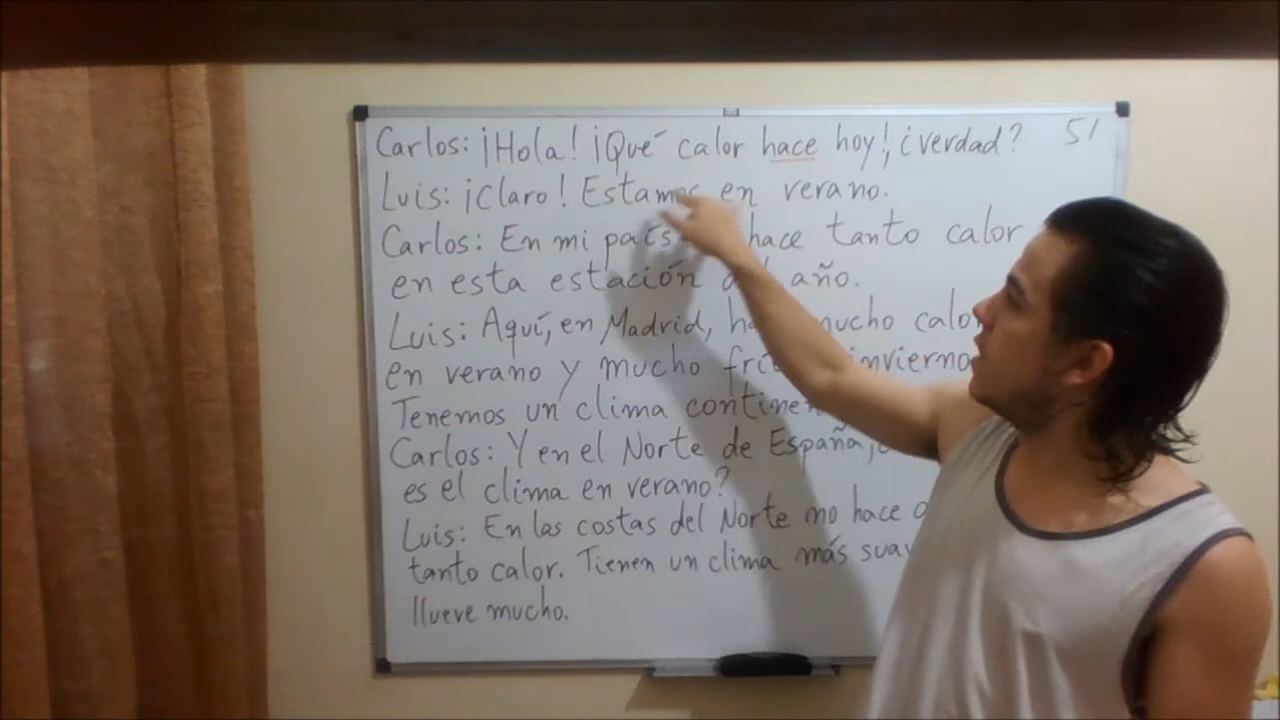 Carlos: ¡Hola! ¡Qué calor hace hoy!, ¿verdad? 51
Luis: ¡Claro! Estamos en verano.
Carlos: En mi país hace tanto calor
en esta estación año.
Luis: Aquí, en Madrid, mucho
en verano y mucho invierno
Tenemos un clima
Carlos: Y en el Norte de España,
es el clima en verano?
Luis: En las costas del Norte no hace
tanto calor. Tienen un clima más
llueve mucho.